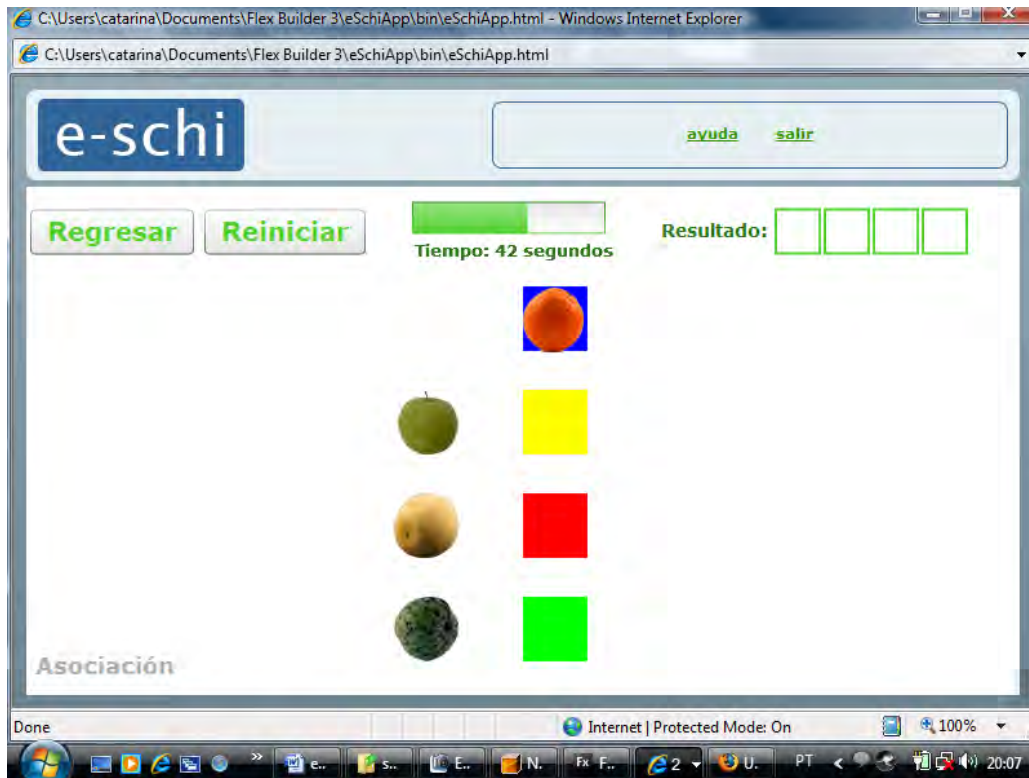 C:\Users\catarina\Documents\Flex Builder 3\eSchiApp\bin\eSchiApp.html - Windows Internet Explorer
C:\Users\catarina\Documents\Flex Builder 3\eSchiApp\bin\eSchiApp.html
e-schi
ayuda salir
Regresar Reiniciar
Tiempo: 42 segundos
Resultado:
Asociación
Done Internet | Protected Mode: On 100%
e.. s.. E.. N. Fx F.. 2 U. PT 20:07